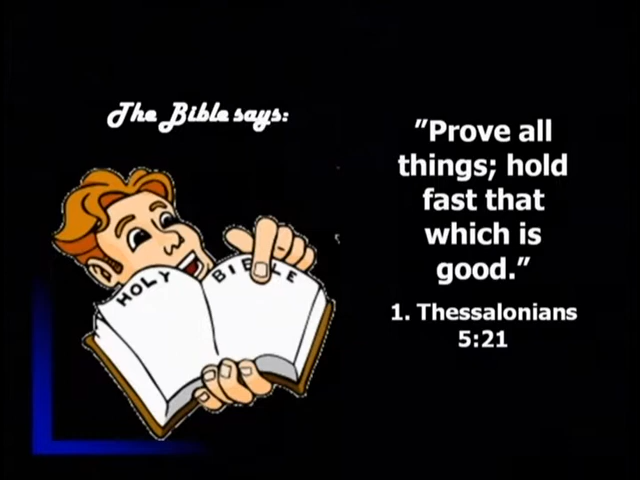 The Bible says:
HOLY BIBLE
”Prove all
things; hold
fast that
which is
good.”
1. Thessalonians
5:21